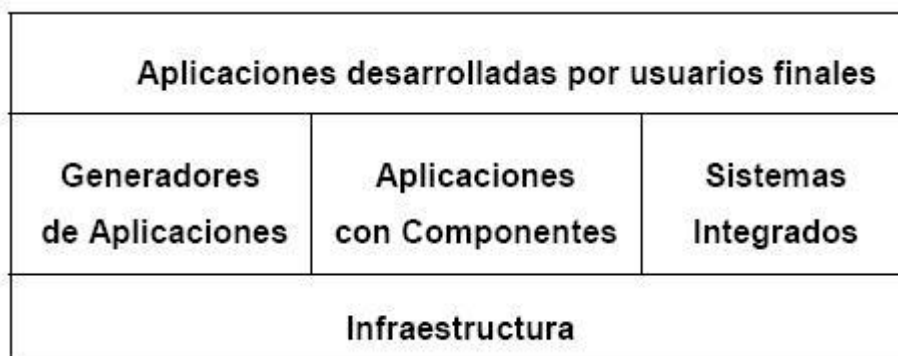 Aplicaciones desarrolladas por usuarios finales
Generadores
de Aplicaciones
Aplicaciones
con Componentes
Sistemas
Integrados
Infraestructura